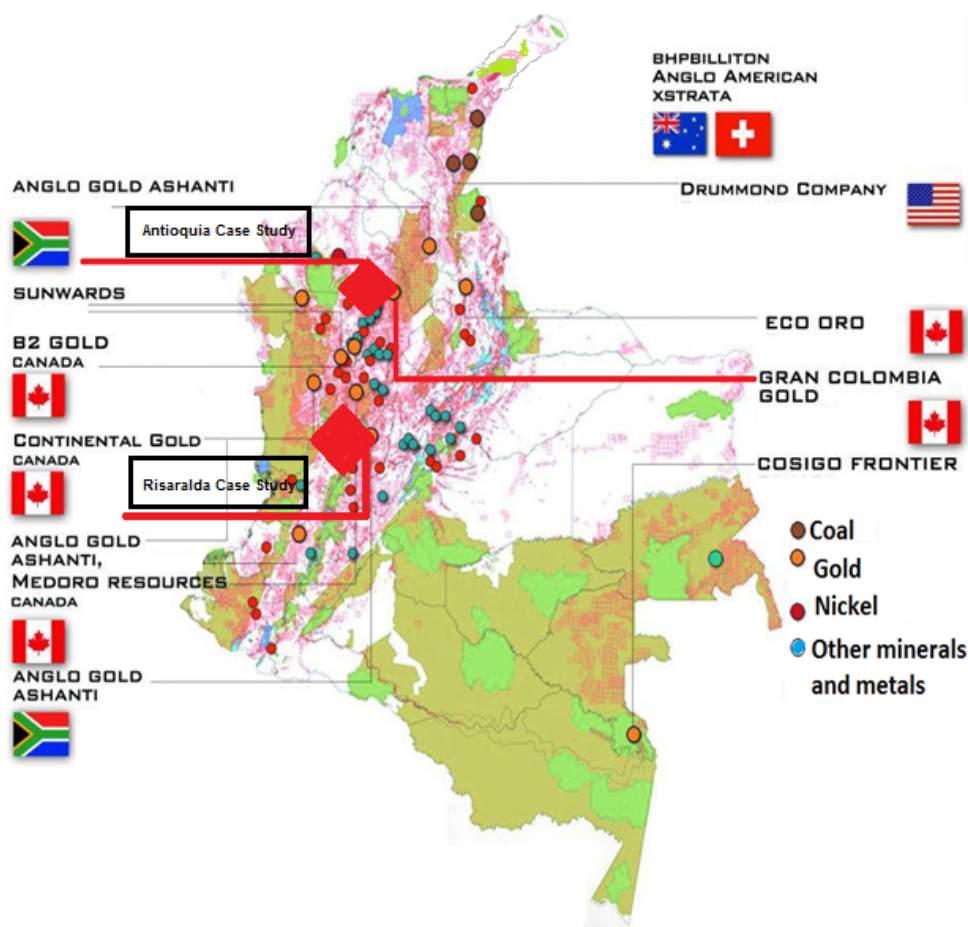 BHPBILLITON
ANGLO AMERICAN
XSTRATA
ANGLO GOLD ASHANTI
DRUMMOND COMPANY
Antioquia Case Study
SUNWARDS
ECO ORO
B2 GOLD
CANADA
GRAN COLOMBIA
GOLD
CONTINENTAL GOLD
CANADA
COSIGO FRONTIER
Risaralda Case Study
ANGLO GOLD
ASHANTI,
MEDORO RESOURCES
CANADA
ANGLO GOLD
ASHANTI
Coal
Gold
Nickel
Other minerals
and metals